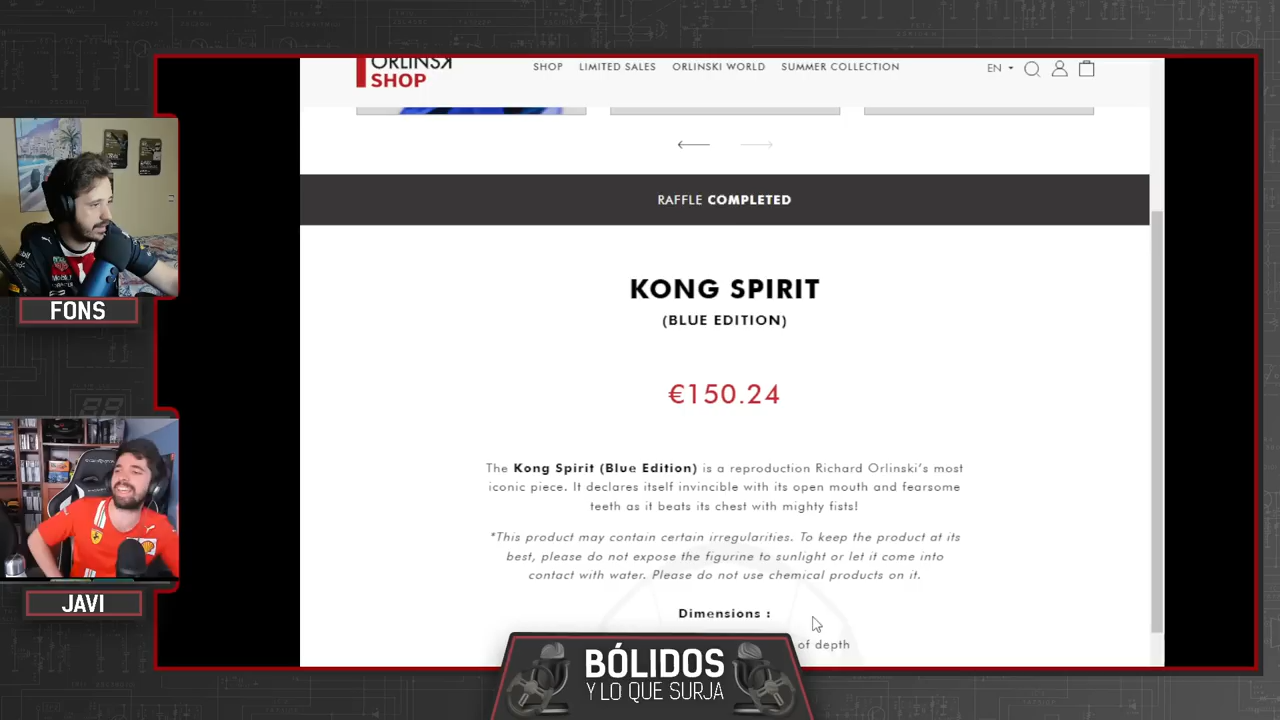 ORLINSK
SHOP
SHOP LIMITED SALES ORLINSKI WORLD SUMMER COLLECTION EN
RAFFLE COMPLETED
KONG SPIRIT
(BLUE EDITION)
€150.24
The Kong Spirit (Blue Edition) is a reproduction Richard Orlinski's most
iconic piece. It declares itself invincible with its open mouth and fearsome
teeth as it beats its chest with mighty fists!
*This product may contain certain irregularities. To keep the product at its
best, please do not expose the figurine to sunlight or let it come into
contact with water. Please do not use chemical products on it.
Dimensions :
of depth
FONS
JAVI
BÓLIDOS
Y LO QUE SURJA